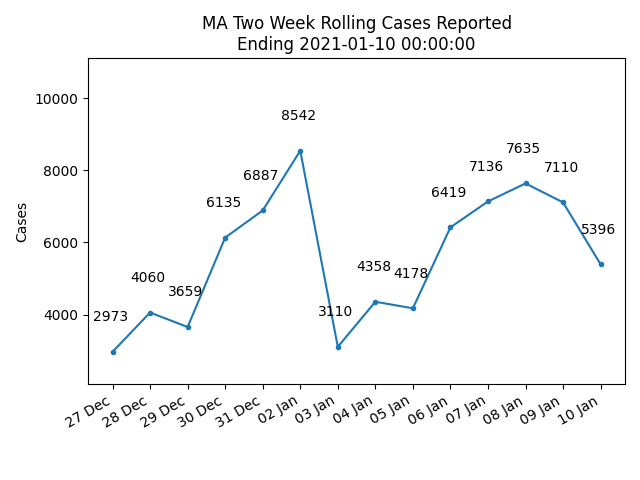 MA Two Week Rolling Cases Reported
Ending 2021-01-10 00:00:00
10000
8000
6000
4000
Cases
2973
4060
3659
6135
6887
8542
3110
4358
4178
6419
7136
7635
7110
5396
27 Dec
28 Dec
29 Dec
30 Dec
31 Dec
02 Jan
03 Jan
04 Jan
05 Jan
06 Jan
07 Jan
08 Jan
09 Jan
10 Jan